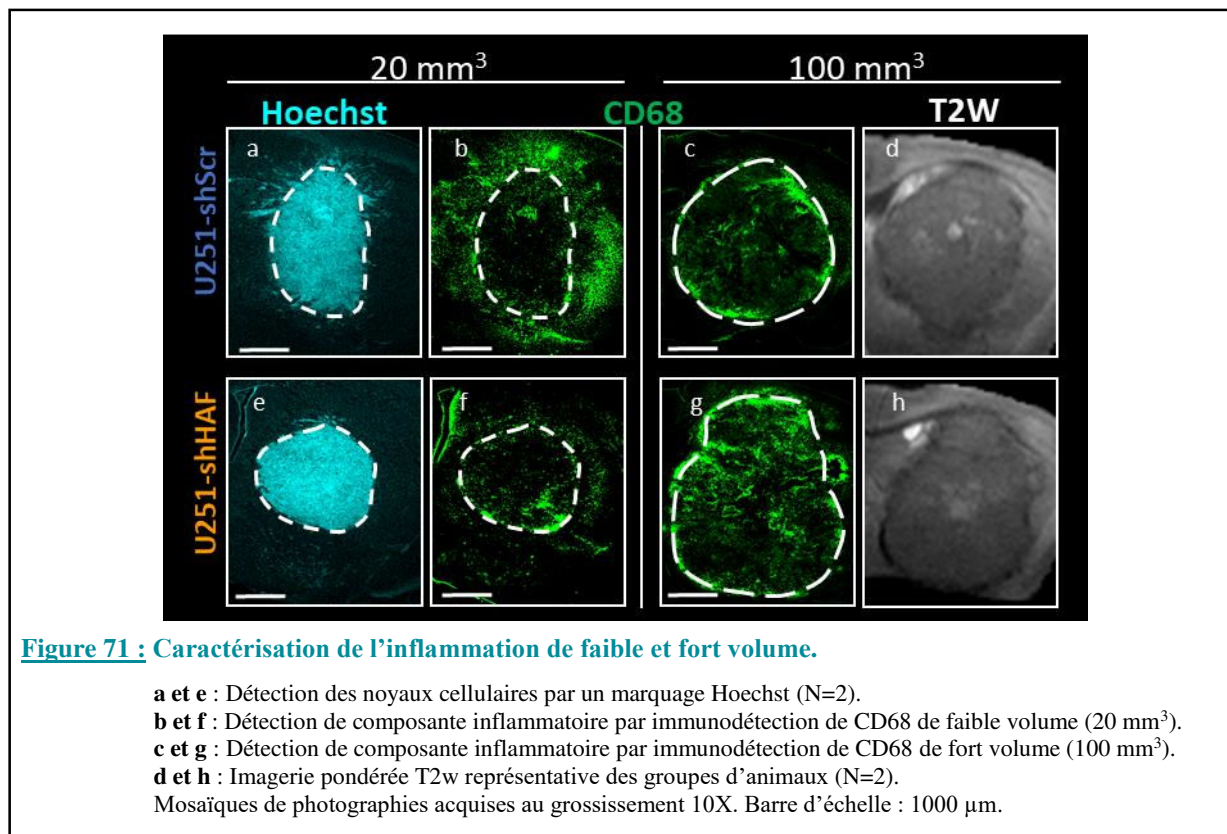 20 mm³ 100 mm³
Hoechst CD68 T2W
U251-shScr
a b c d
U251-shHAF
e f g h
Figure 71 : Caractérisation de l'inflammation de faible et fort volume.
a et e : Détection des noyaux cellulaires par un marquage Hoechst (N=2).
b et f : Détection de composante inflammatoire par immunodétection de CD68 de faible volume (20 mm³).
c et g : Détection de composante inflammatoire par immunodétection de CD68 de fort volume (100 mm³).
d et h : Imagerie pondérée T2w représentative des groupes d'animaux (N=2).
Mosaïques de photographies acquises au grossissement 10X. Barre d'échelle : 1000 µm.